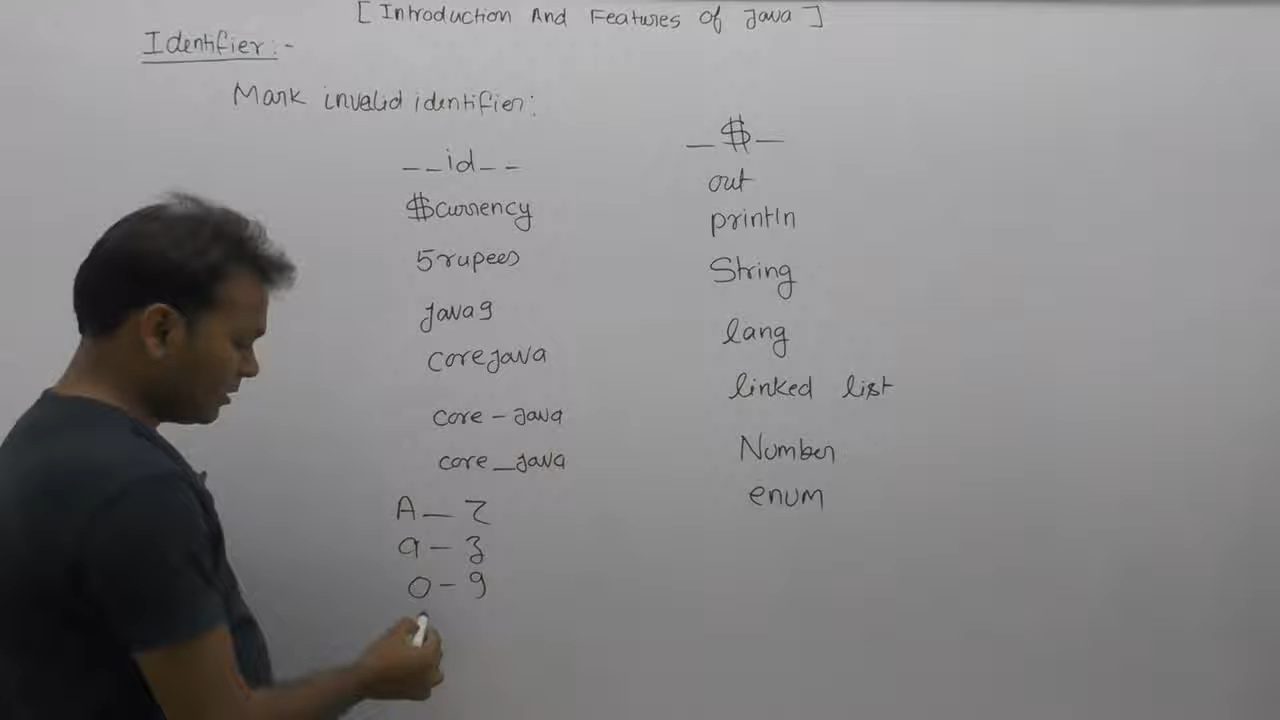 [ Introduction And Features of Java ]
Identifier:-
Mark invalid identifier:
__id__
$currency
5rupees
java9
corejava
core-java
core_java
A — Z
a - z
0 - 9
_$_
out
println
String
lang
linked list
Number
enum